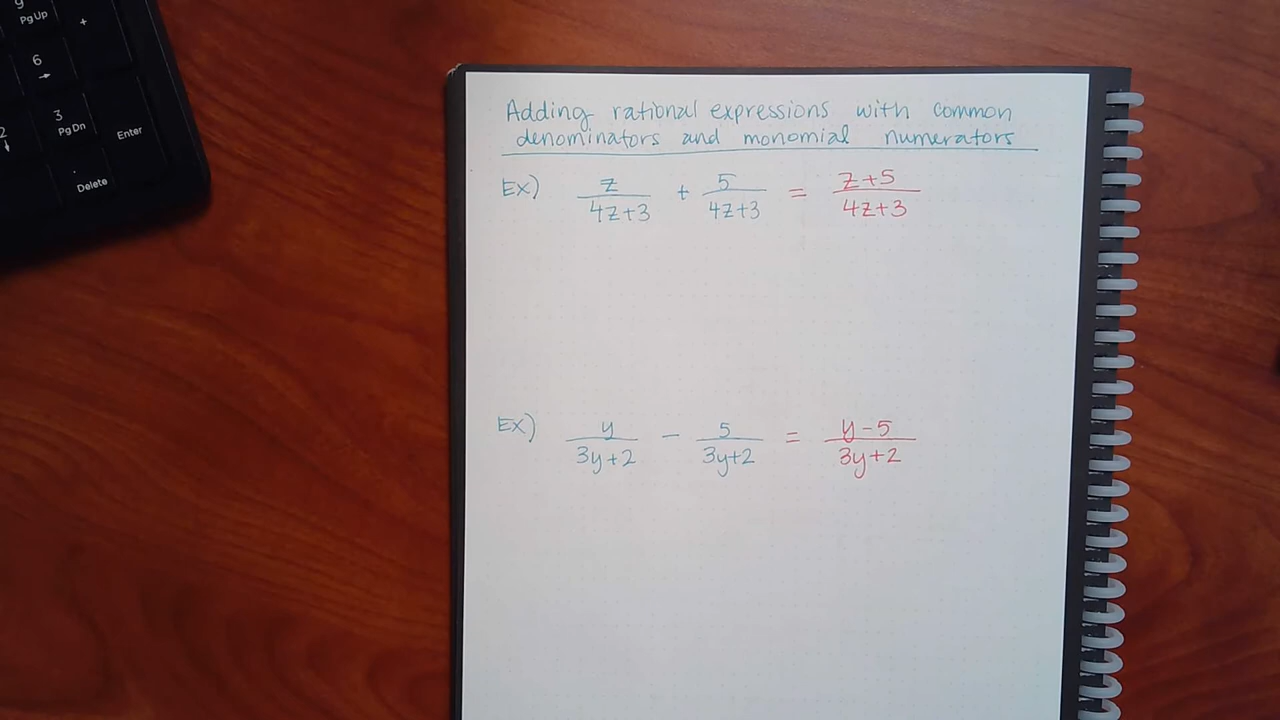 9
PgUp
+
6
→
3
PgDn
2
↓
Enter
.
Delete
Adding rational expressions with common
denominators and monomial numerators
Ex) z/(4z+3) + 5/(4z+3) = (z+5)/(4z+3)
Ex) y/(3y+2) - 5/(3y+2) = (y-5)/(3y+2)